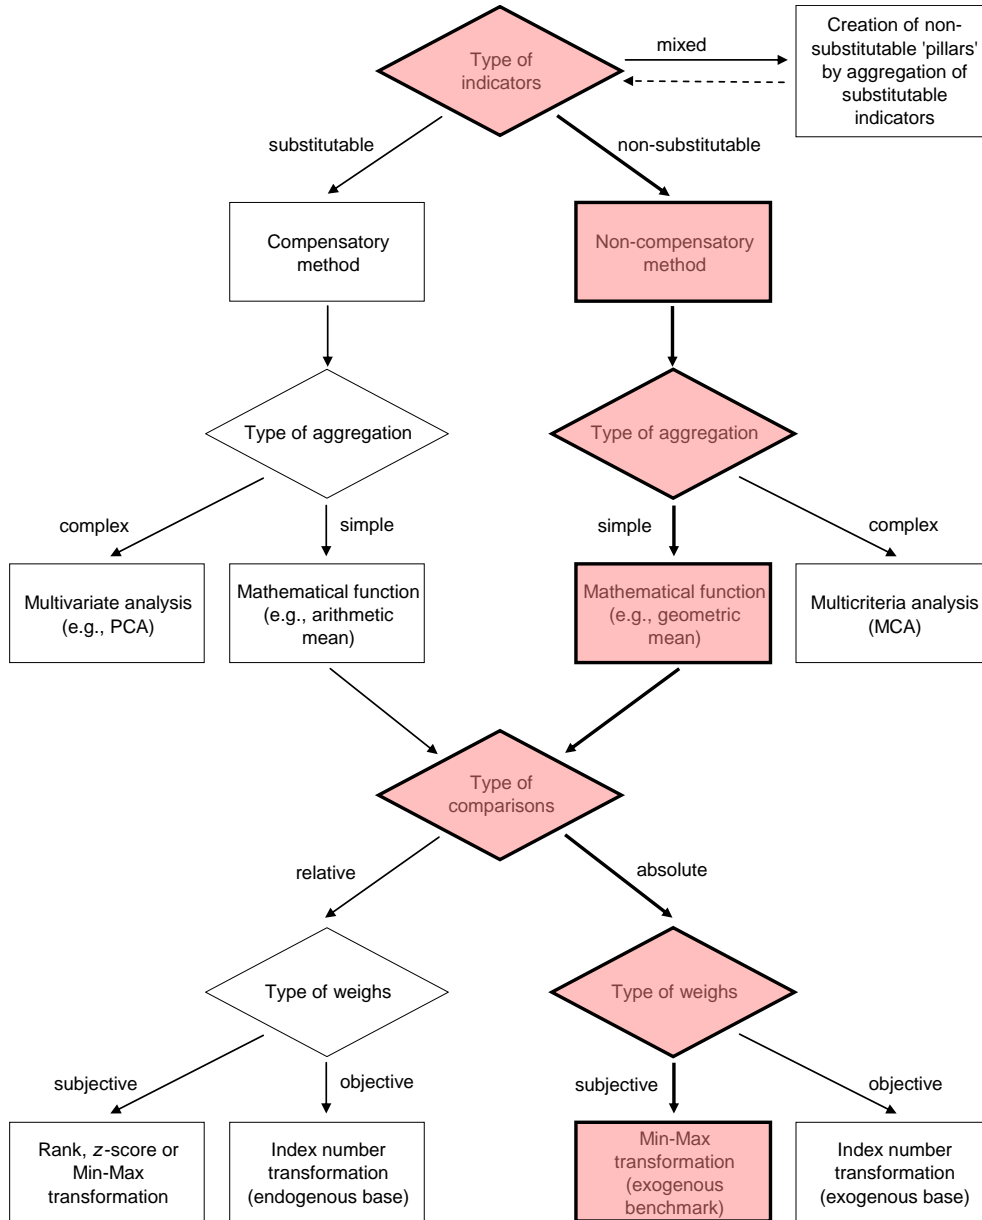 Type of
indicators
mixed
Creation of non-
substitutable 'pillars'
by aggregation of
substitutable
indicators
substitutable
non-substitutable
Compensatory
method
Non-compensatory
method
Type of aggregation
Type of aggregation
complex
simple
simple
complex
Multivariate analysis
(e.g., PCA)
Mathematical function
(e.g., arithmetic
mean)
Mathematical function
(e.g., geometric
mean)
Multicriteria analysis
(MCA)
Type of
comparisons
relative
absolute
Type of weighs
Type of weighs
subjective
objective
subjective
objective
Rank, z-score or
Min-Max
transformation
Index number
transformation
(endogenous base)
Min-Max
transformation
(exogenous
benchmark)
Index number
transformation
(exogenous base)